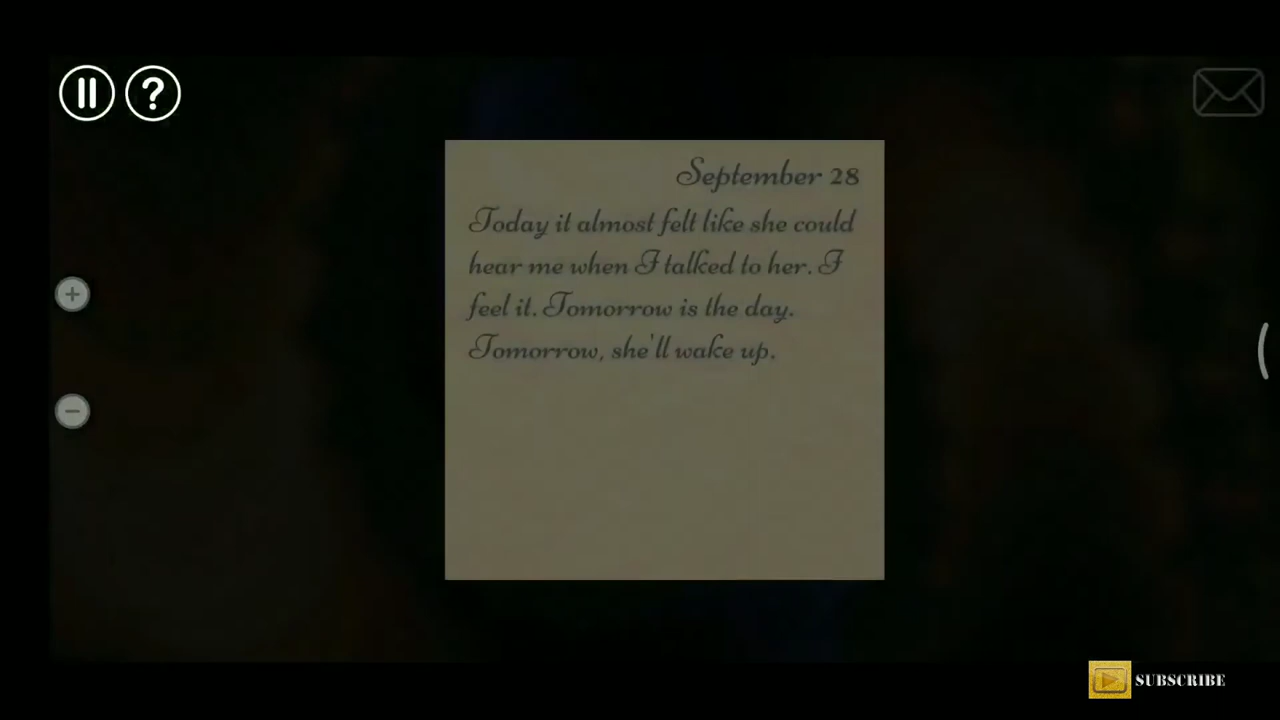 September 28
Today it almost felt like she could
hear me when I talked to her. I
feel it. Tomorrow is the day.
Tomorrow, she'll wake up.
SUBSCRIBE